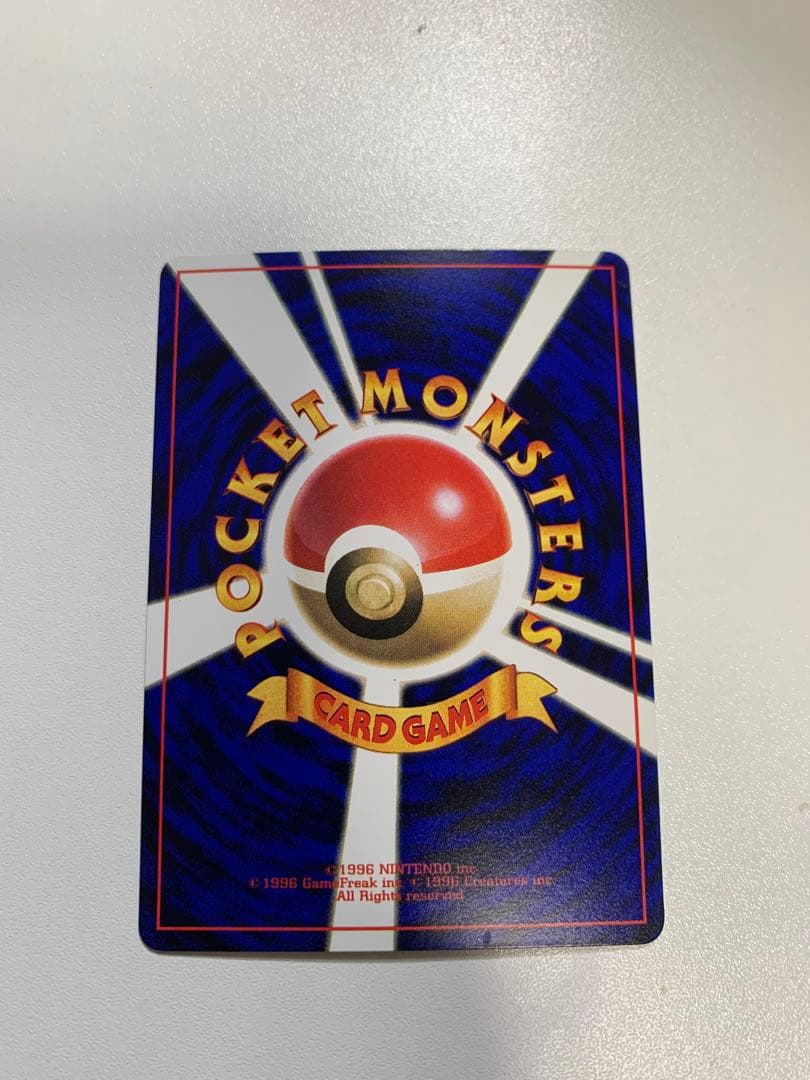 POCKET MONSTERS
CARD GAME
©1996 NINTENDO inc.
©1996 GameFreak inc. ©1996 Creatures inc.
All Rights reserved